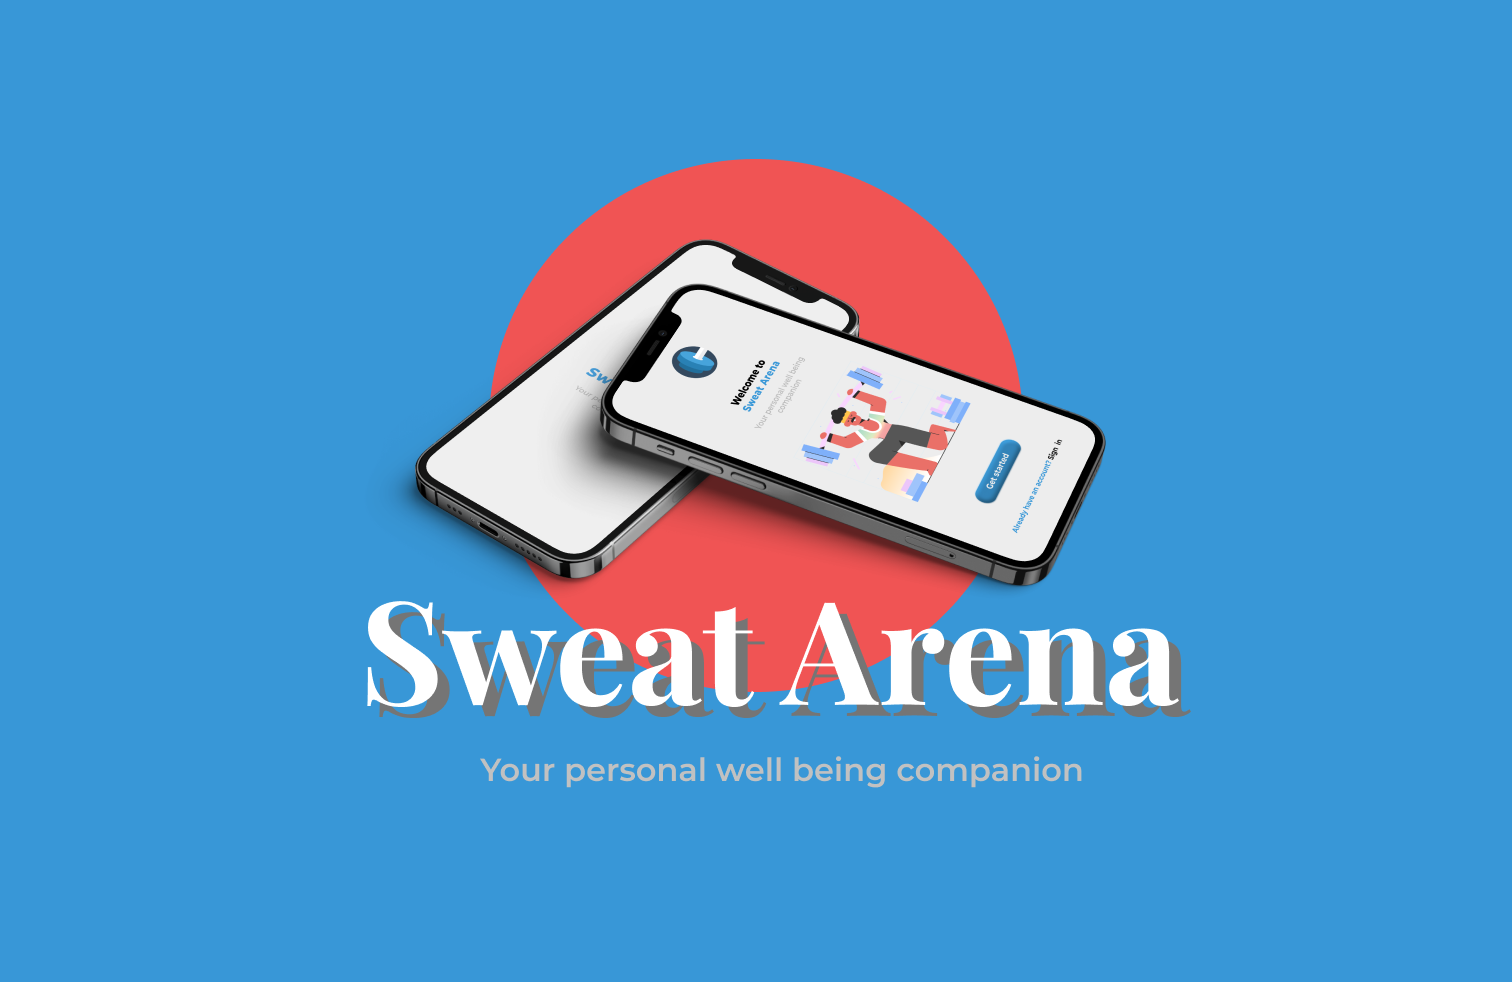 Sw
Welcome to
Sweat Arena
Your personal well being
companion
Get started
Already have an account? Sign in
Sweat Arena
Your personal well being companion